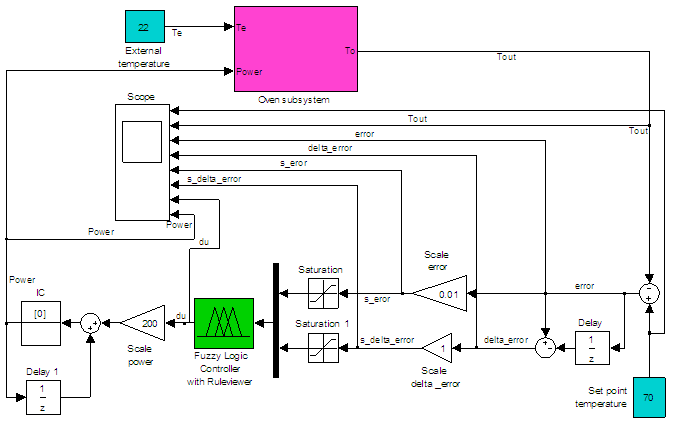 22
Te
External
temperature
Te
Power
To
Oven subsystem
Tout
Scope
Tout
Tout
error
delta_error
s_eror
s_delta_error
Power
du
Power
Power
IC
[0]
Delay 1
1
z
+
+
200
Scale
power
du
Fuzzy Logic
Controller
with Ruleviewer
Saturation
Saturation 1
s_eror
s_delta_error
Scale
error
0.01
1
Scale
delta _error
delta_error
error
+
-
Delay
1
z
-
+
Set point
temperature
70